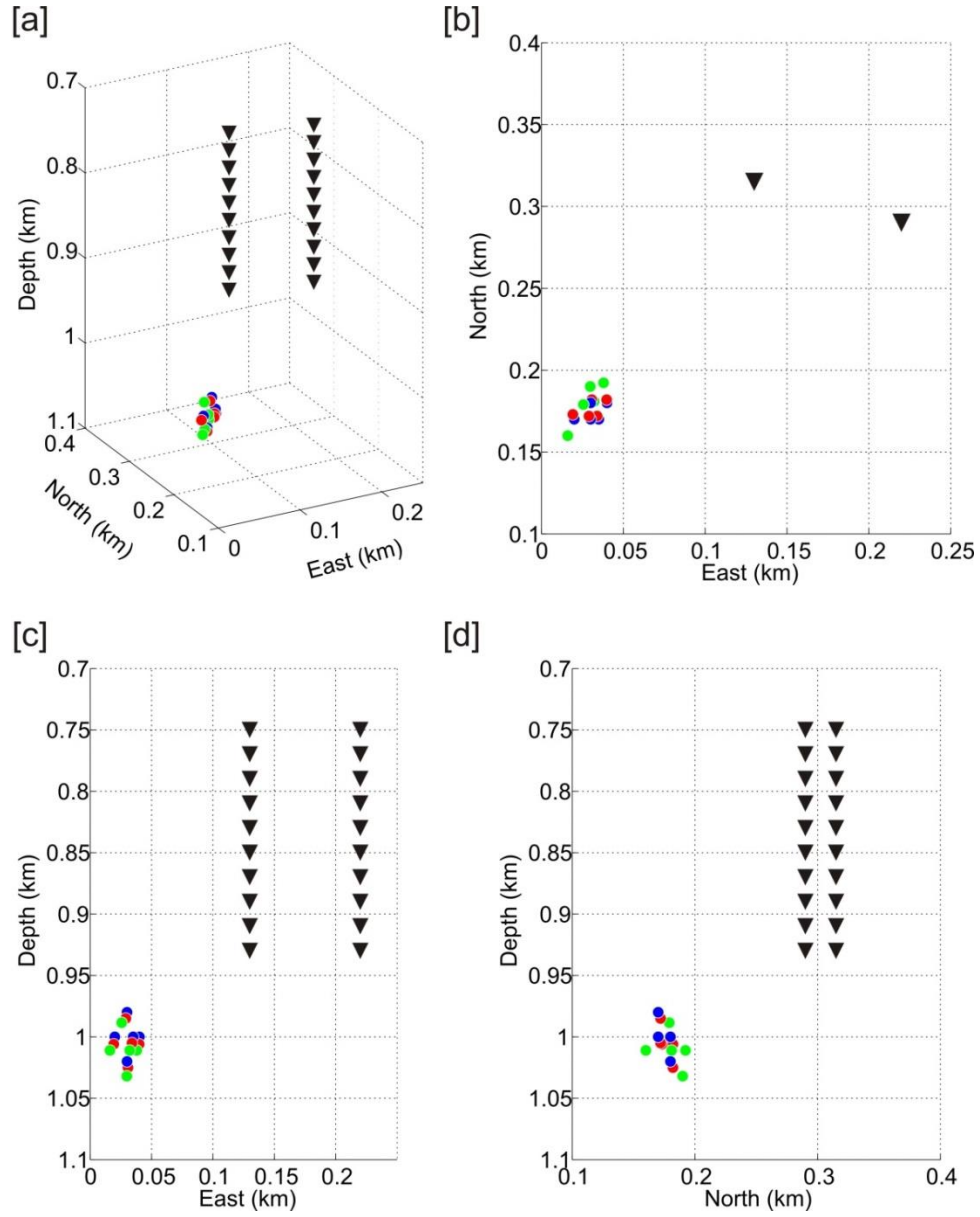 [a]
0.7
0.8
0.9
1
1.1
Depth (km)
0.4
0.3
0.2
0.1
North (km)
0
0.1
0.2
East (km)
[b]
0.4
0.35
0.3
0.25
0.2
0.15
0.1
North (km)
0 0.05 0.1 0.15 0.2 0.25
East (km)
[c]
0.7
0.75
0.8
0.85
0.9
0.95
1
1.05
1.1
Depth (km)
0 0.05 0.1 0.15 0.2
East (km)
[d]
0.7
0.75
0.8
0.85
0.9
0.95
1
1.05
1.1
Depth (km)
0.1 0.2 0.3 0.4
North (km)